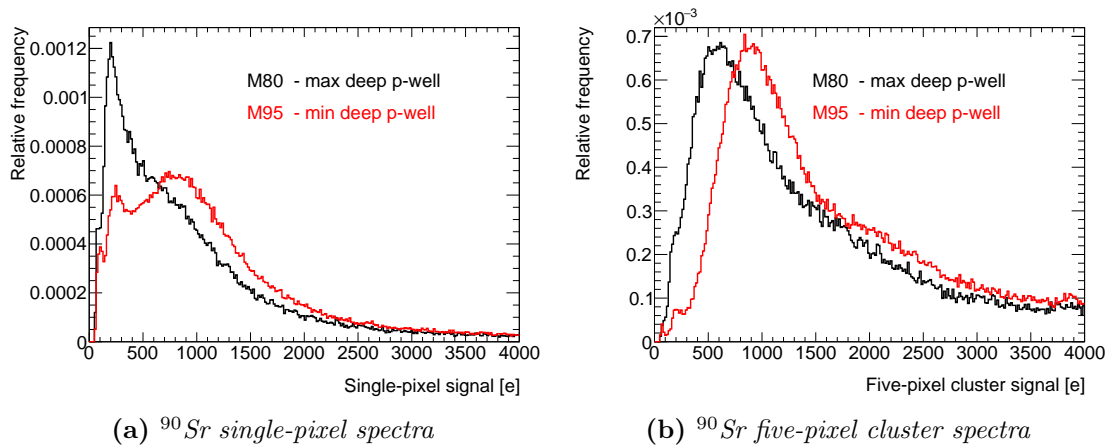 Relative frequency
0.0012
0.001
0.0008
0.0006
0.0004
0.0002
0
M80 - max deep p-well
M95 - min deep p-well
0 500 1000 1500 2000 2500 3000 3500 4000
Single-pixel signal [e]
(a) ⁹⁰Sr single-pixel spectra
×10⁻³
Relative frequency
0.7
0.6
0.5
0.4
0.3
0.2
0.1
0
M80 - max deep p-well
M95 - min deep p-well
0 500 1000 1500 2000 2500 3000 3500 4000
Five-pixel cluster signal [e]
(b) ⁹⁰Sr five-pixel cluster spectra